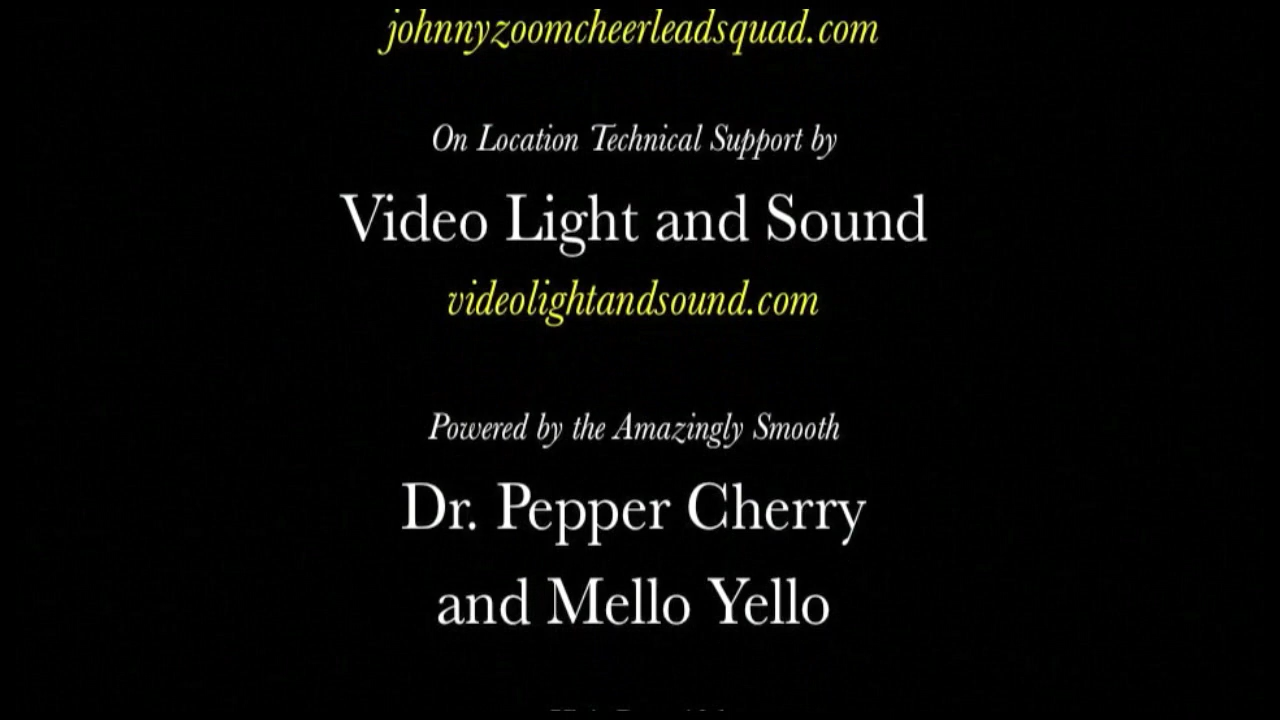 johnnyzoomcheerleadsquad.com
On Location Technical Support by
Video Light and Sound
videolightandsound.com
Powered by the Amazingly Smooth
Dr. Pepper Cherry
and Mello Yello